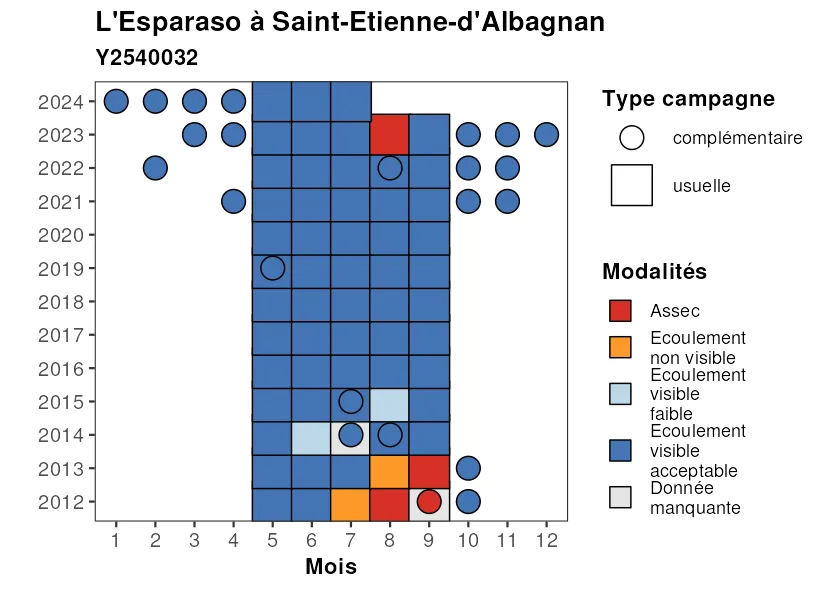 L'Esparaso à Saint-Etienne-d'Albagnan
Y2540032
2024
2023
2022
2021
2020
2019
2018
2017
2016
2015
2014
2013
2012
1 2 3 4 5 6 7 8 9 10 11 12
Mois
Type campagne
complémentaire
usuelle
Modalités
Assec
Ecoulement
non visible
Ecoulement
visible
faible
Ecoulement
visible
acceptable
Donnée
manquante